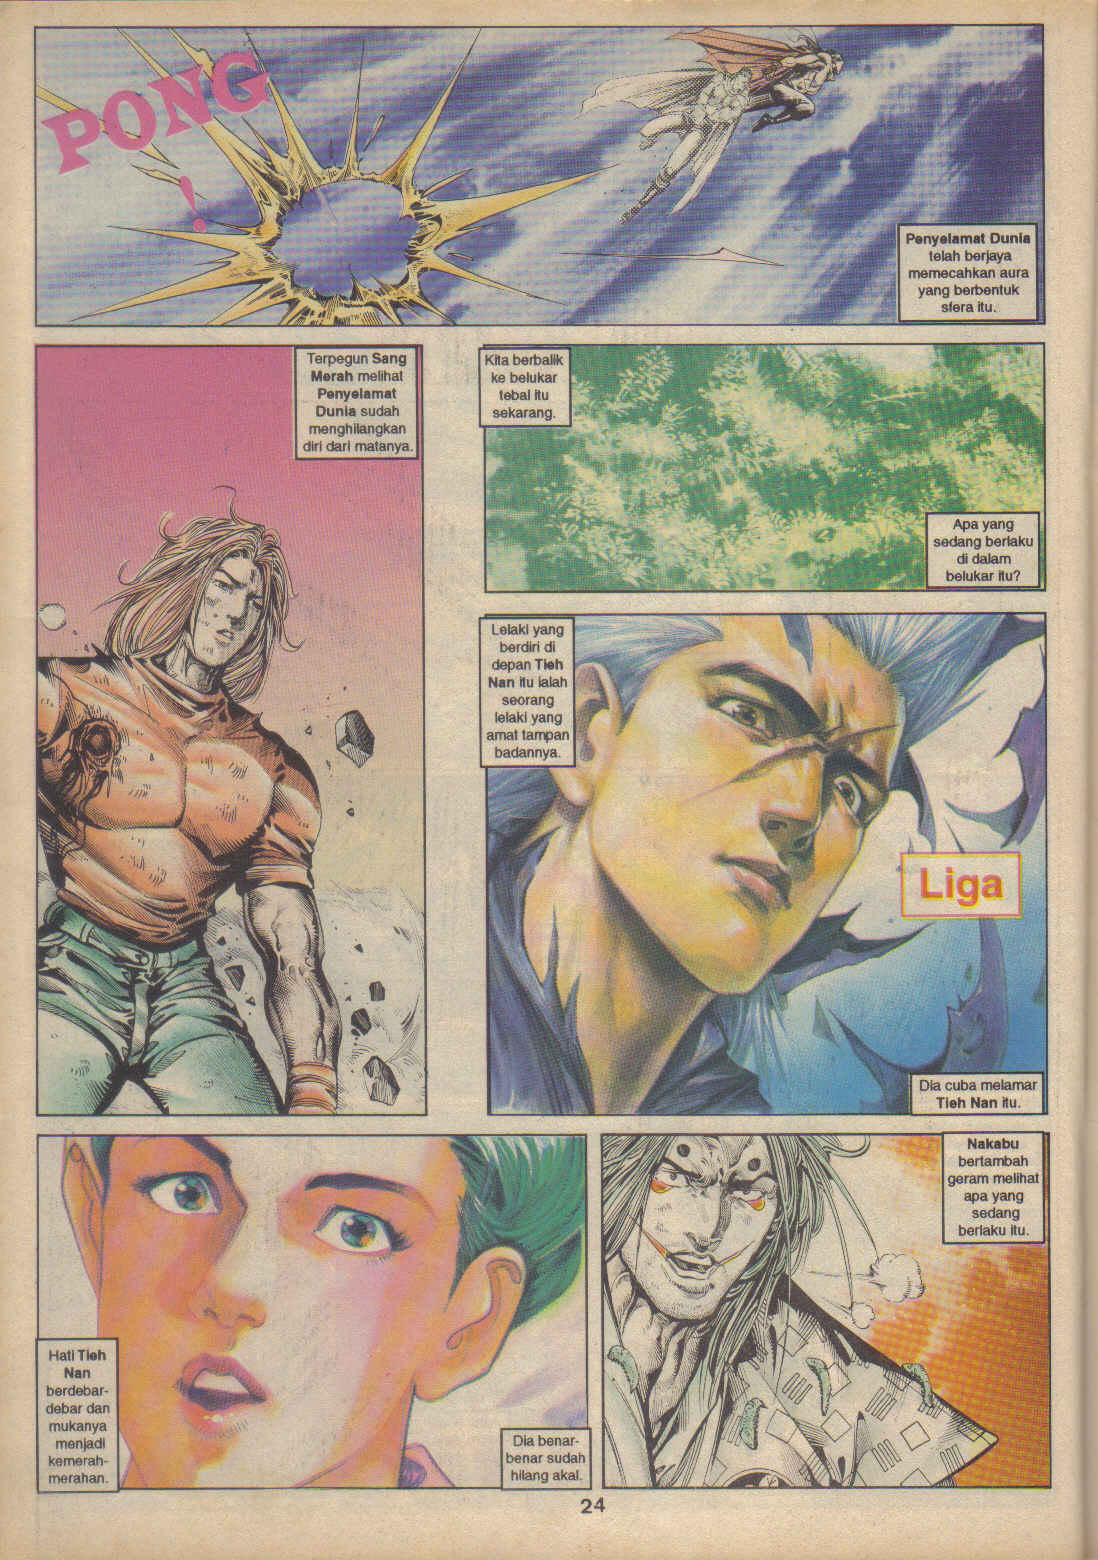 PONG
!
Penyelamat Dunia
telah berjaya
memecahkan aura
yang berbentuk
sfera itu.
Terpegun Sang
Merah melihat
Penyelamat
Dunia sudah
menghilangkan
diri dari matanya.
Kita berbalik
ke belukar
tebal itu
sekarang.
Apa yang
sedang berlaku
di dalam
belukar itu?
Lelaki yang
berdiri di
depan Tieh
Nan itu ialah
seorang
lelaki yang
amat tampan
badannya.
Liga
Dia cuba melamar
Tieh Nan itu.
Hati Tieh
Nan
berdebar-
debar dan
mukanya
menjadi
kemerah-
merahan.
Dia benar-
benar sudah
hilang akal.
Nakabu
bertambah
geram melihat
apa yang
sedang
berlaku itu.
24